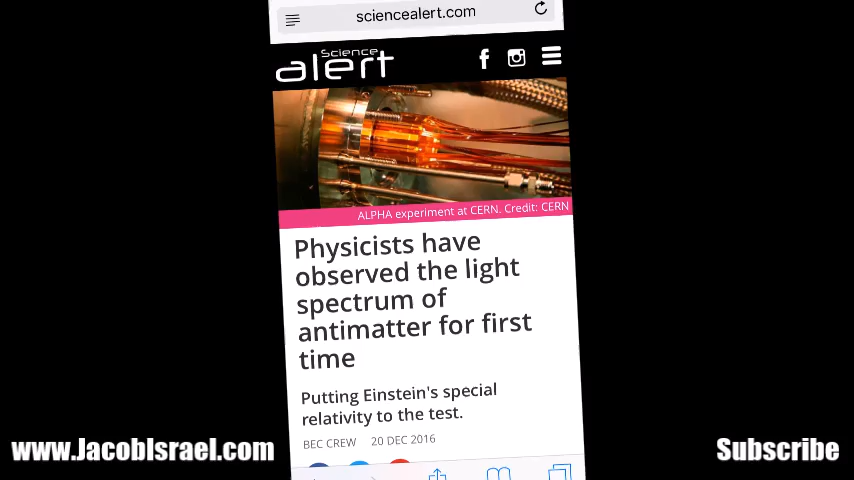 sciencealert.com
Science
alert
ALPHA experiment at CERN. Credit: CERN
Physicists have
observed the light
spectrum of
antimatter for first
time
Putting Einstein's special
relativity to the test.
BEC CREW 20 DEC 2016
www.JacobIsrael.com
Subscribe